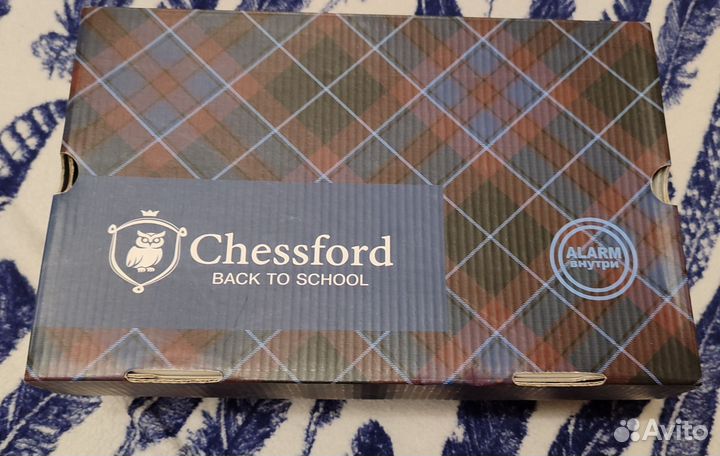 Chessford
BACK TO SCHOOL
ALARM
внутри
Avito